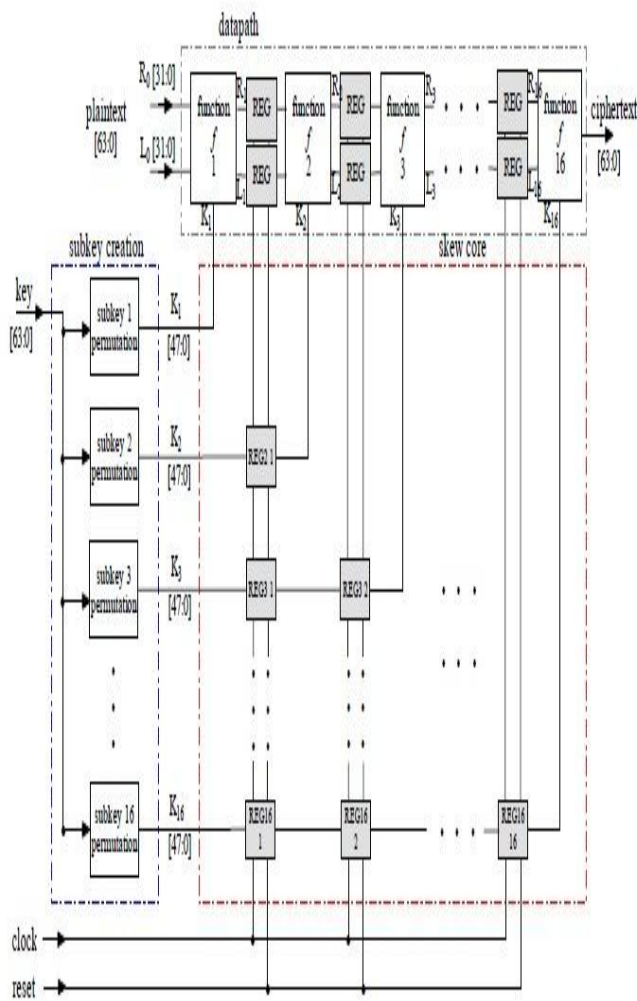 datapath
R0 [31:0]
plaintext
[63:0]
L0 [31:0]
function
f
1
K1
R1
L1
REG
REG
function
f
2
K2
REG
REG
function
f
3
K3
R3
L3
. . .
. . .
REG
REG
R16
L16
function
f
16
K16
ciphertext
[63:0]
subkey creation
skew core
key
[63:0]
subkey 1
permutation
K1
[47:0]
subkey 2
permutation
K2
[47:0]
REG2 1
subkey 3
permutation
K3
[47:0]
REG3 1
REG3 2
. . .
. . .
subkey 16
permutation
K16
[47:0]
REG16
1
REG16
2
. . .
REG16
16
clock
reset